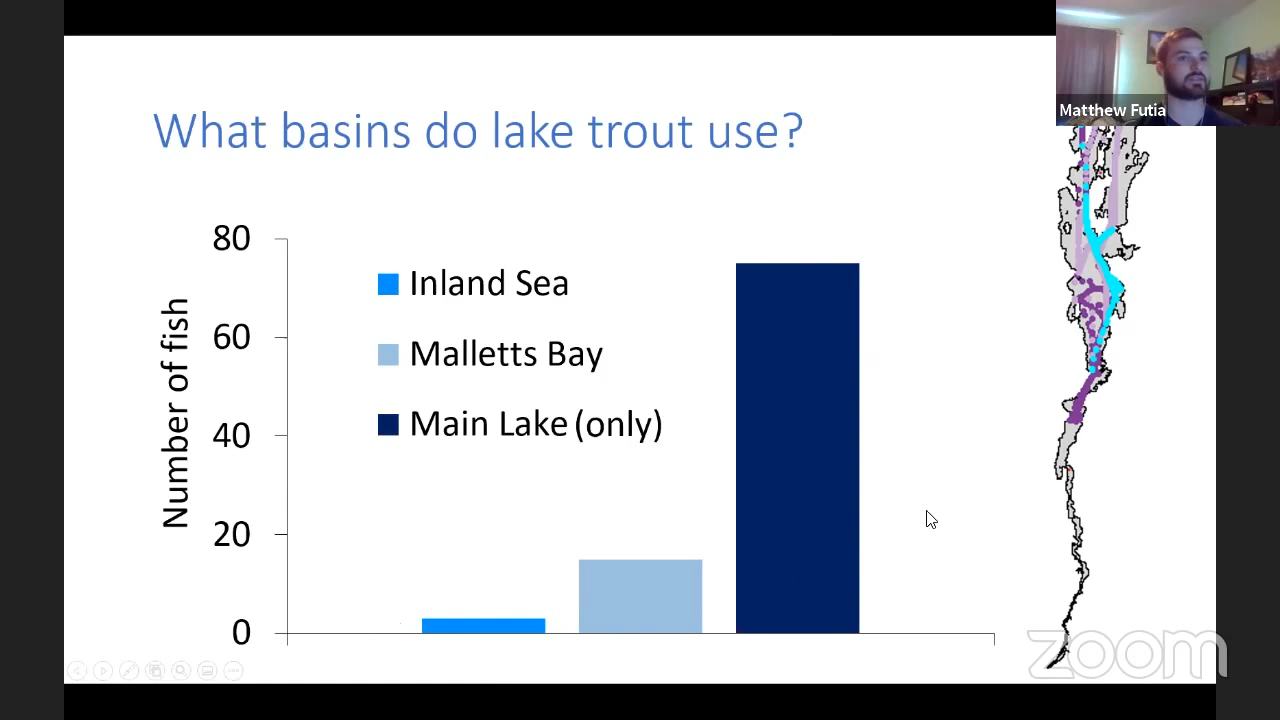 Matthew Futia
What basins do lake trout use?
80
60
40
20
0
Number of fish
Inland Sea
Malletts Bay
Main Lake (only)
zoom